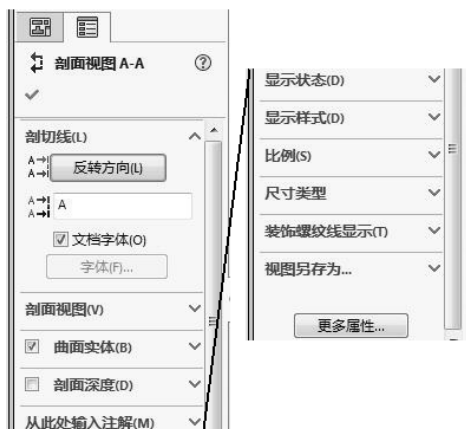 剖面视图 A-A
剖切线(L)
反转方向(L)
A
文档字体(O)
字体(F)...
剖面视图(V)
曲面实体(B)
剖面深度(D)
从此处输入注解(M)
显示状态(D)
显示样式(D)
比例(S)
尺寸类型
装饰螺纹线显示(T)
视图另存为...
更多属性...